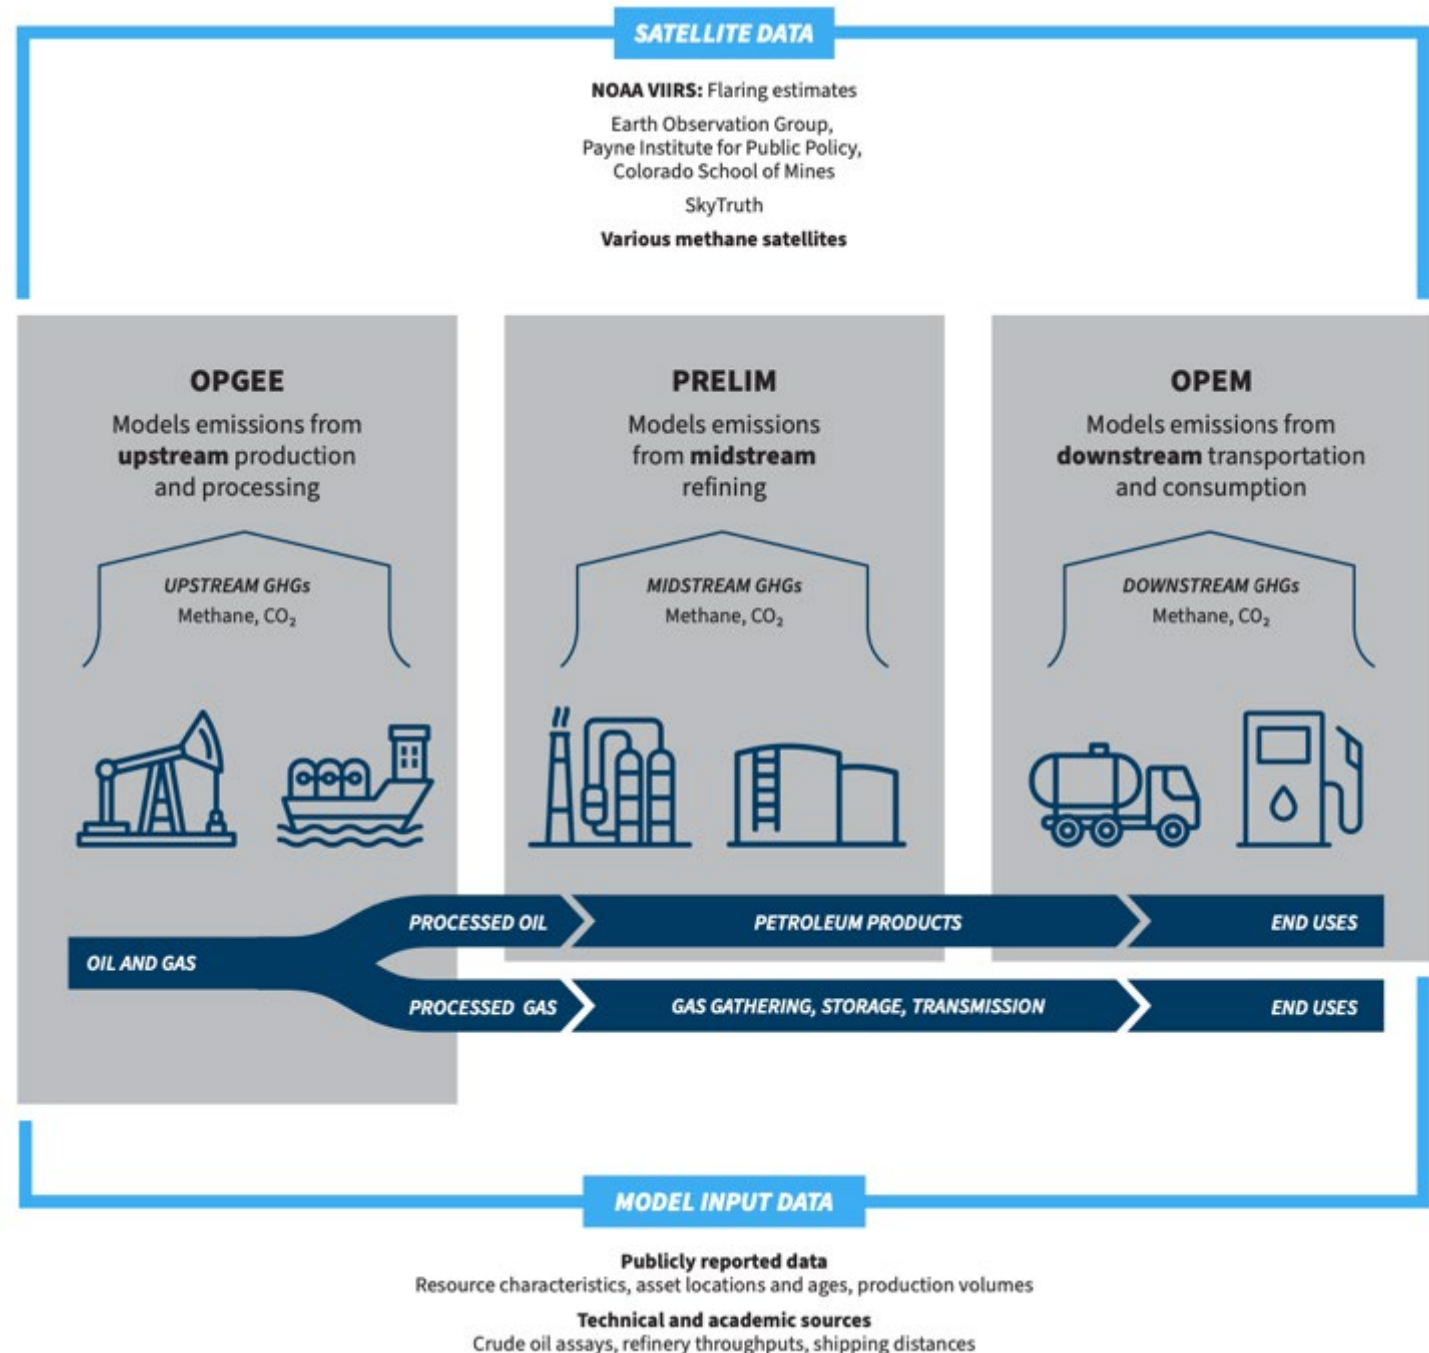 SATELLITE DATA
NOAA VIIRS: Flaring estimates
Earth Observation Group,
Payne Institute for Public Policy,
Colorado School of Mines
SkyTruth
Various methane satellites
OPGEE
Models emissions from
upstream production
and processing
UPSTREAM GHGs
Methane, CO₂
PRELIM
Models emissions
from midstream
refining
MIDSTREAM GHGs
Methane, CO₂
OPEM
Models emissions from
downstream transportation
and consumption
DOWNSTREAM GHGs
Methane, CO₂
OIL AND GAS
PROCESSED OIL
PETROLEUM PRODUCTS
END USES
PROCESSED GAS
GAS GATHERING, STORAGE, TRANSMISSION
END USES
MODEL INPUT DATA
Publicly reported data
Resource characteristics, asset locations and ages, production volumes
Technical and academic sources
Crude oil assays, refinery throughputs, shipping distances